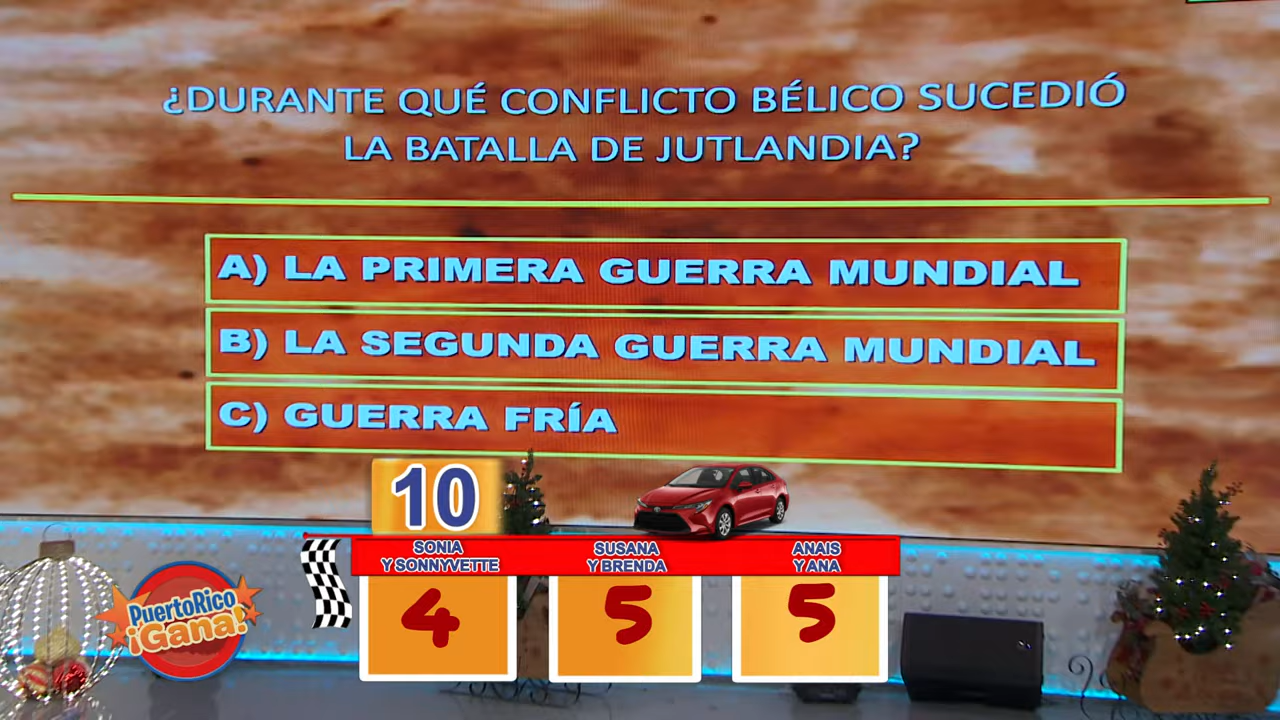 ¿DURANTE QUÉ CONFLICTO BÉLICO SUCEDIÓ
LA BATALLA DE JUTLANDIA?
A) LA PRIMERA GUERRA MUNDIAL
B) LA SEGUNDA GUERRA MUNDIAL
C) GUERRA FRÍA
10
SONIA
Y SONNYVETTE
SUSANA
Y BRENDA
ANAIS
Y ANA
4
5
5
PuertoRico
¡Gana!